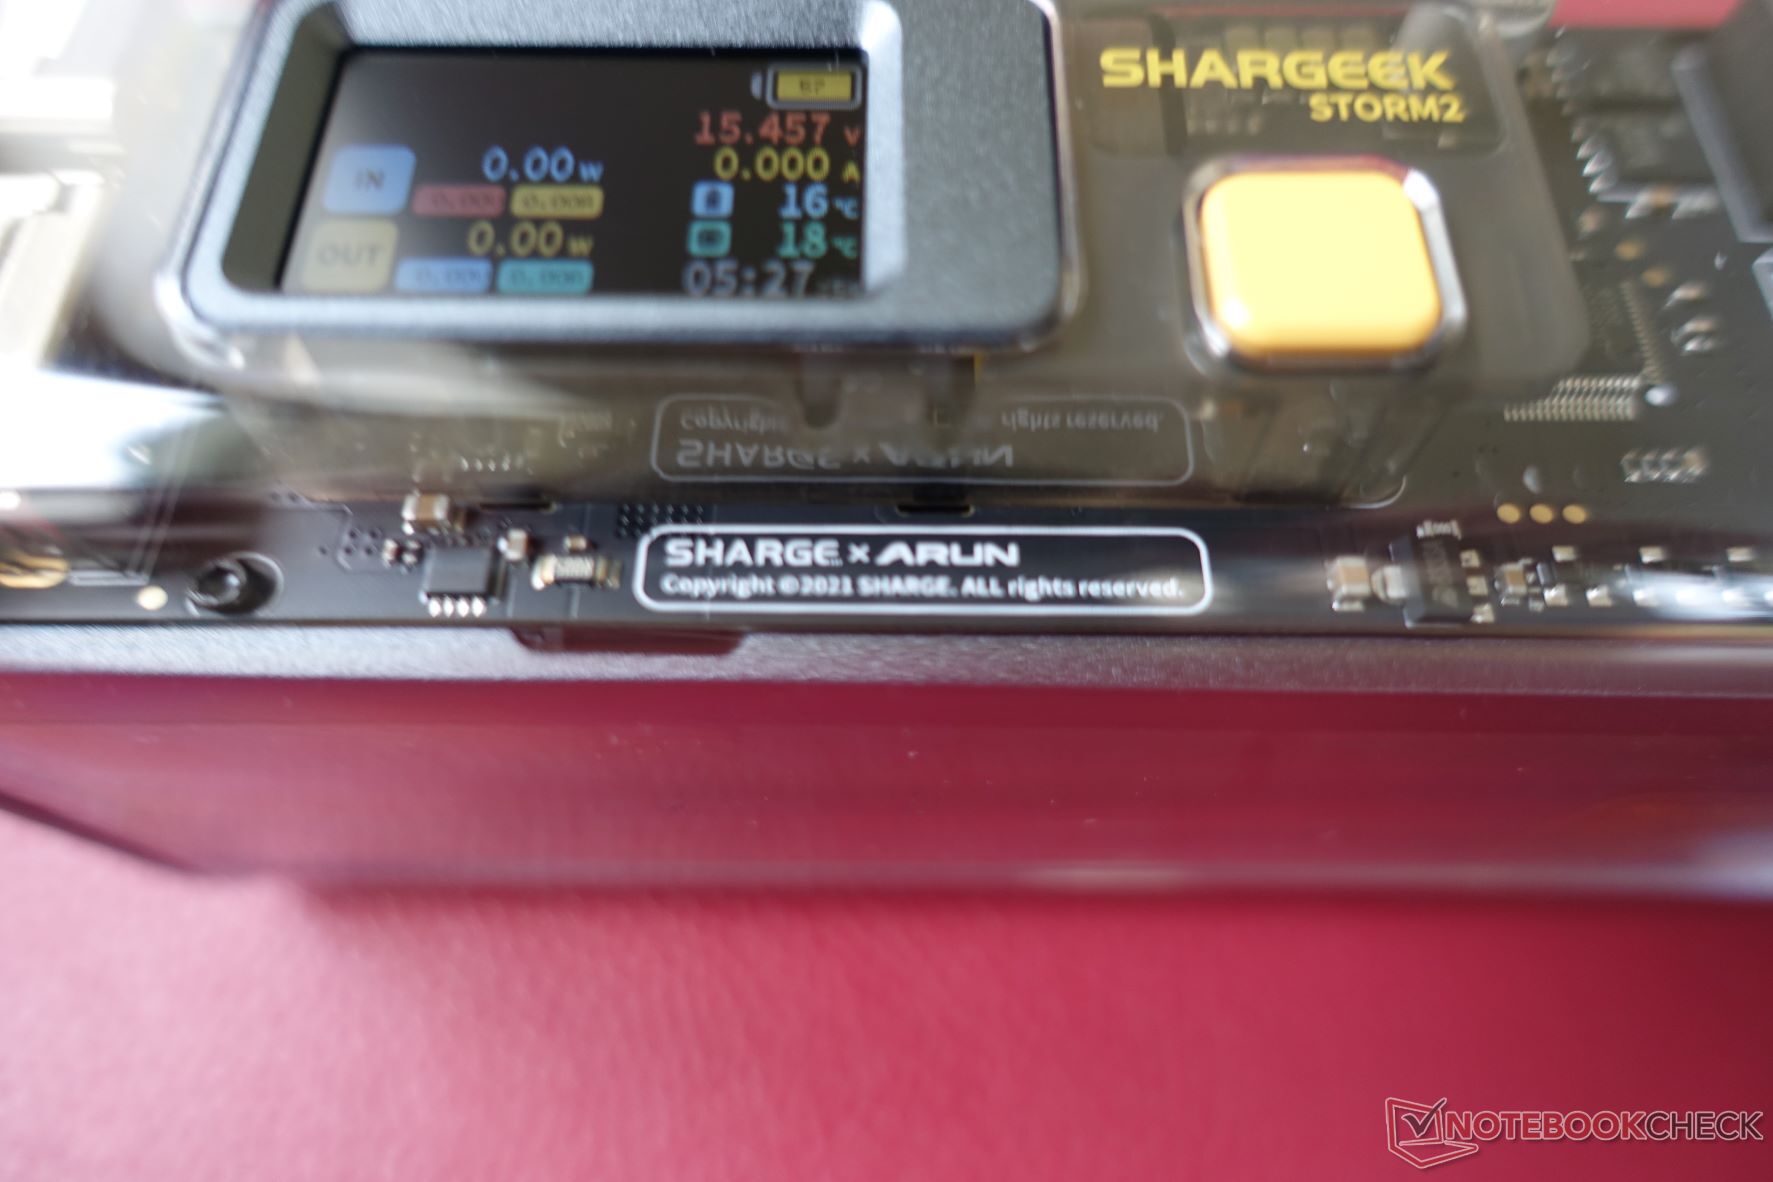 SHARGEEK
STORM2
15.457 V
IN
0.00 W
0.000 A
16 °C
OUT
0.00 W
18 °C
05:27
SHARGE × ARUN
Copyright ©2021 SHARGE. ALL rights reserved.
NOTEBOOKCHECK